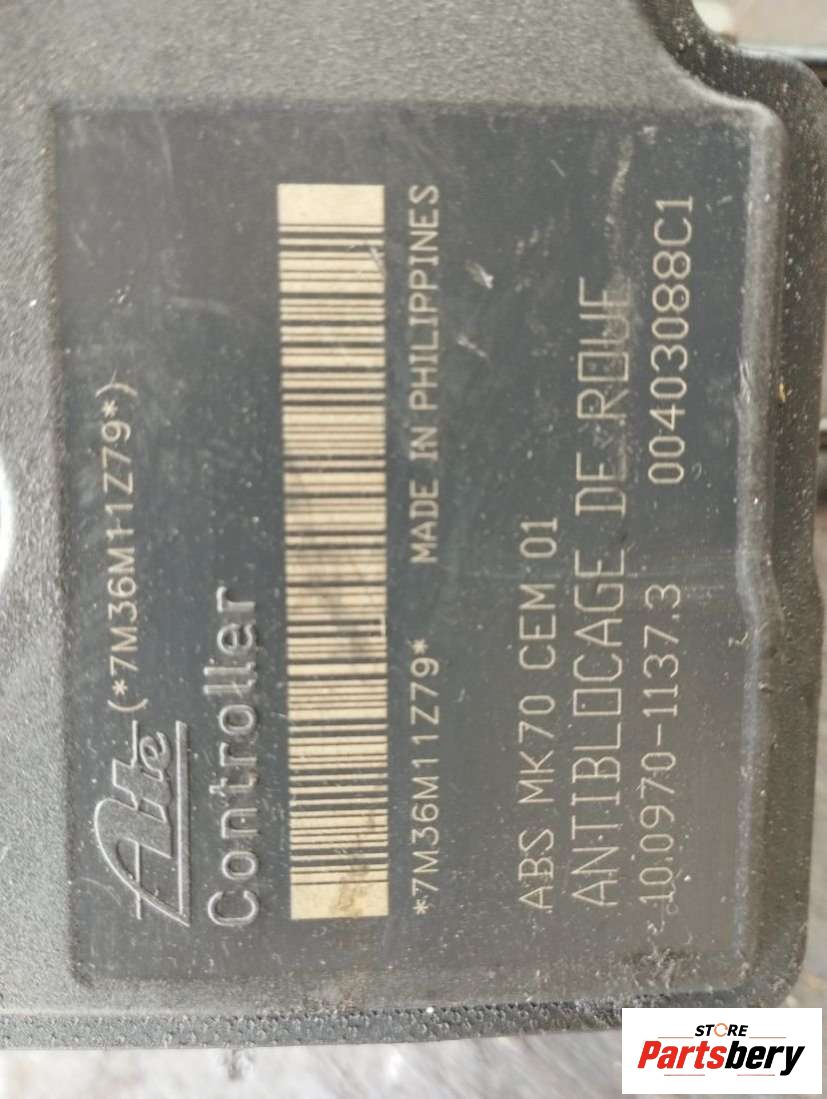 Ate (*7M36M11Z79*)
Controller
*7M36M11Z79* MADE IN PHILIPPINES
ABS MK70 CEM 01
ANTIBLOCAGE DE ROUE
10.0970-1137.3 00403088C1
STORE
Partsbery